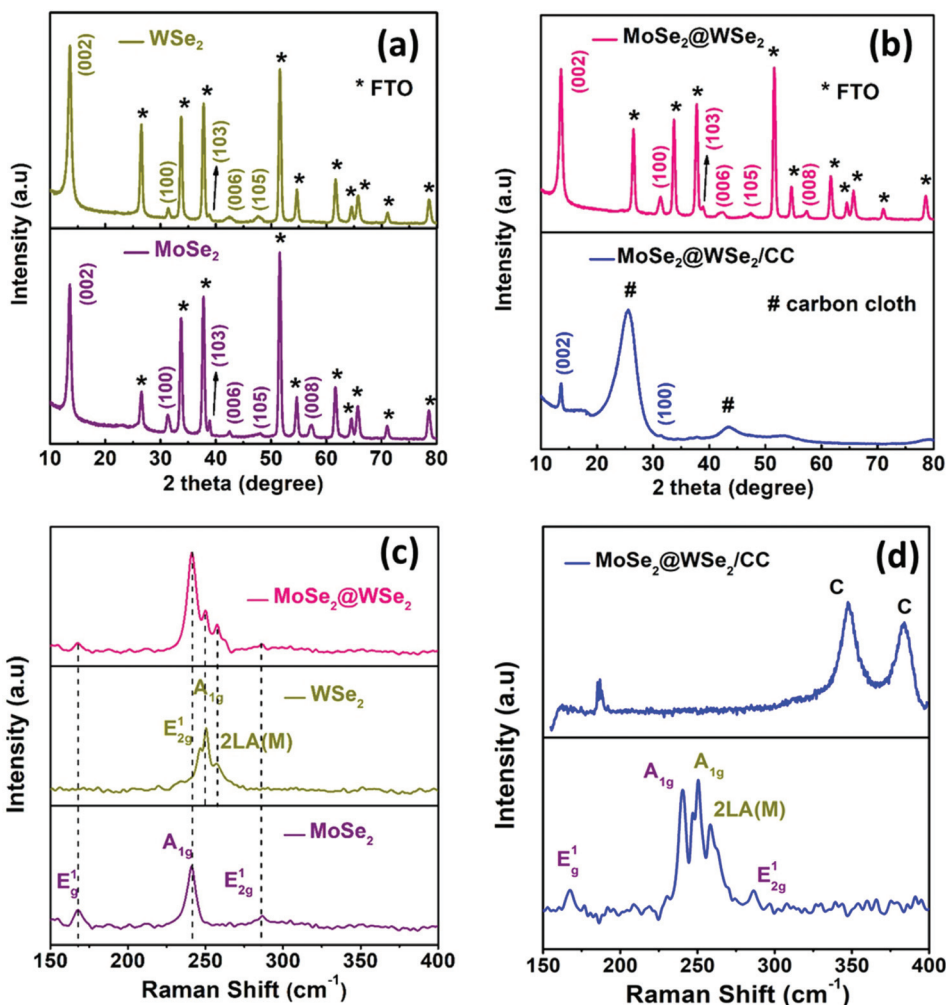 (a)
WSe₂
(002)
* FTO
* * * * * * * * * *
(100)
(103)
(006)
(105)
MoSe₂
(002)
* * * * * * * * * *
(100)
(103)
(006)
(105)
(008)
Intensity (a.u)
10 20 30 40 50 60 70 80
2 theta (degree)
(b)
MoSe₂@WSe₂
(002)
* FTO
* * * * * * * * * *
(100)
(103)
(006)
(105)
(008)
MoSe₂@WSe₂/CC
#
# carbon cloth
(002)
(100)
#
Intensity (a.u)
10 20 30 40 50 60 70 80
2 theta (degree)
(c)
MoSe₂@WSe₂
A₁g
WSe₂
E¹₂g
2LA(M)
MoSe₂
A₁g
E¹g
E¹₂g
Intensity (a.u)
150 200 250 300 350 400
Raman Shift (cm⁻¹)
(d)
MoSe₂@WSe₂/CC
C
C
A₁g
A₁g
2LA(M)
E¹g
E¹₂g
Intensity (a.u)
150 200 250 300 350 400
Raman Shift (cm⁻¹)